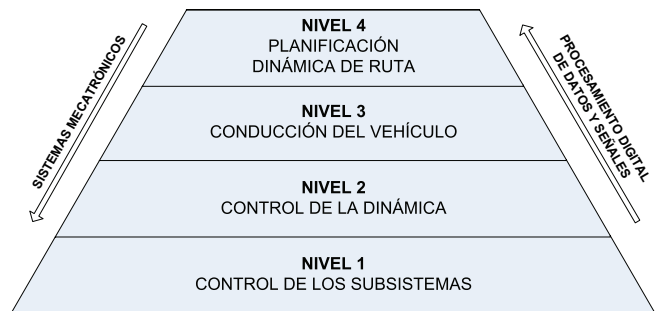 NIVEL 4
PLANIFICACIÓN
DINÁMICA DE RUTA
SISTEMAS MECATRÓNICOS
PROCESAMIENTO DIGITAL
DE DATOS Y SEÑALES
NIVEL 3
CONDUCCIÓN DEL VEHÍCULO
NIVEL 2
CONTROL DE LA DINÁMICA
NIVEL 1
CONTROL DE LOS SUBSISTEMAS